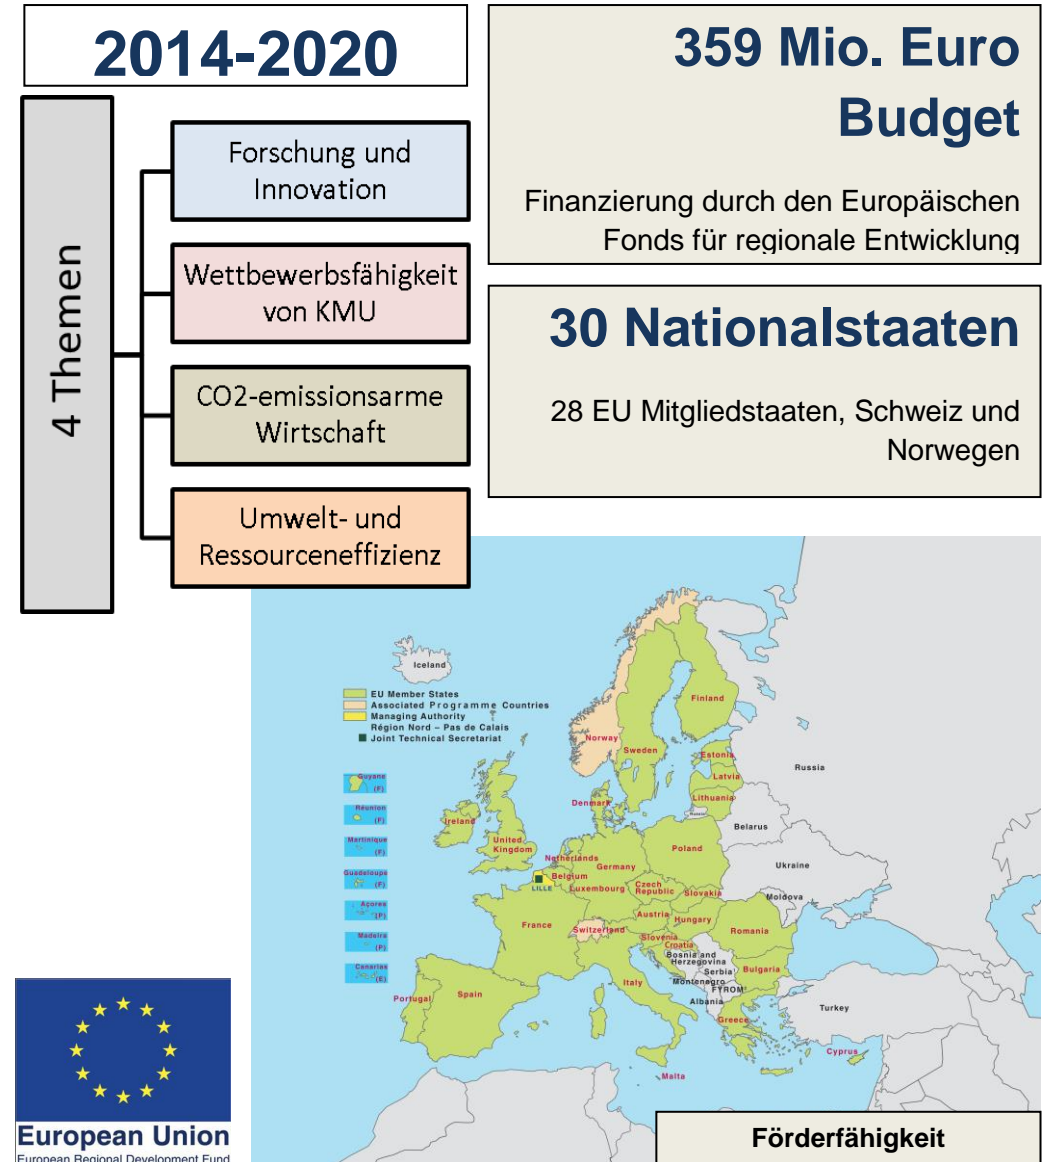 2014-2020
4 Themen
Forschung und
Innovation
Wettbewerbsfähigkeit
von KMU
CO2-emissionsarme
Wirtschaft
Umwelt- und
Ressourceneffizienz
359 Mio. Euro
Budget
Finanzierung durch den Europäischen
Fonds für regionale Entwicklung
30 Nationalstaaten
28 EU Mitgliedstaaten, Schweiz und
Norwegen
Iceland
EU Member States
Associated Programme Countries
Managing Authority
Région Nord – Pas de Calais
Joint Technical Secretariat
Guyane
(F)
Réunion
(F)
Martinique
(F)
Guadeloupe
(F)
Açores
(P)
Madeira
(P)
Canarias
(E)
Finland
Norway
Sweden
Estonia
Russia
Latvia
Denmark
Lithuania
Ireland
Belarus
United
Kingdom
Poland
Netherlands
Germany
Ukraine
Belgium
LILLE
Luxembourg
Czech
Republic
Slovakia
Moldova
Austria
Hungary
France
Switzerland
Romania
Slovenia
Croatia
Bosnia and
Herzegovina
Serbia
Bulgaria
Italy
Montenegro
FYROM
Albania
Portugal
Spain
Turkey
Greece
Cyprus
Malta
European Union
European Regional Development Fund
Förderfähigkeit